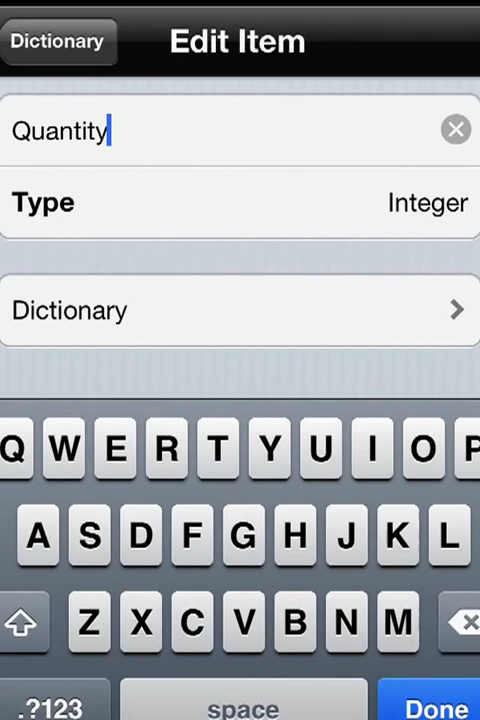 Dictionary Edit Item
Quantity
Type Integer
Dictionary
Q W E R T Y U I O P
A S D F G H J K L
Z X C V B N M
.?123 space Done